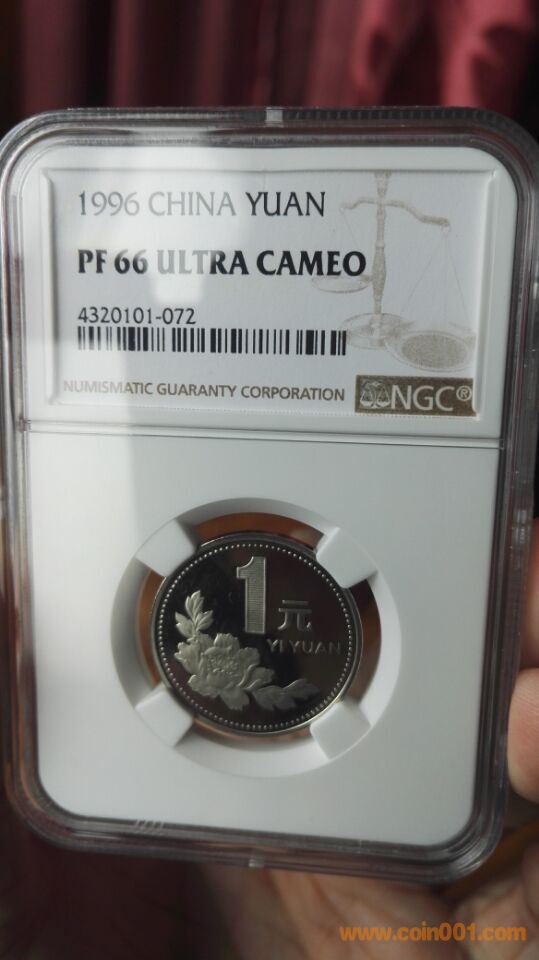 1996 CHINA YUAN
PF 66 ULTRA CAMEO
4320101-072
NUMISMATIC GUARANTY CORPORATION
NGC®
1 元
YI YUAN
www.coin001.com